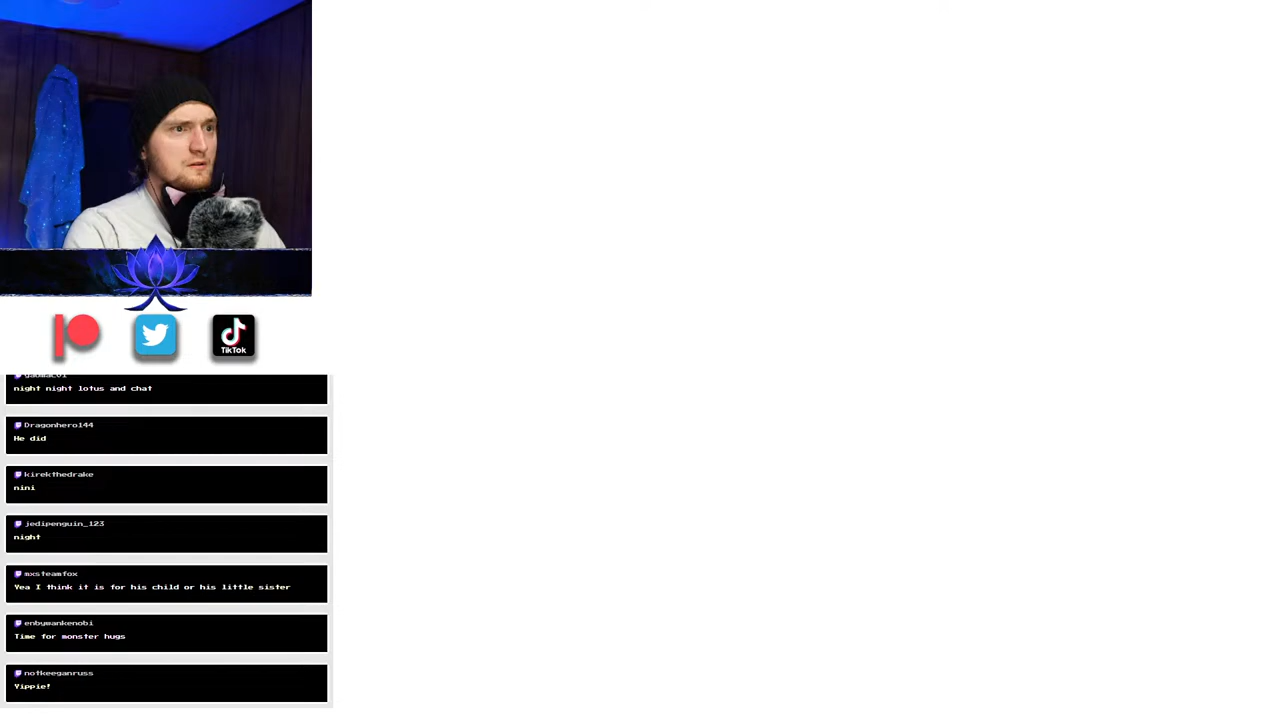 TikTok
night night lotus and chat
Dragonhero144
He did
kirekthedrake
nini
jedipenguin_123
night
mxsteamfox
Yea I think it is for his child or his little sister
enbywankenobi
Time for monster hugs
notkeeganruss
Yippie!